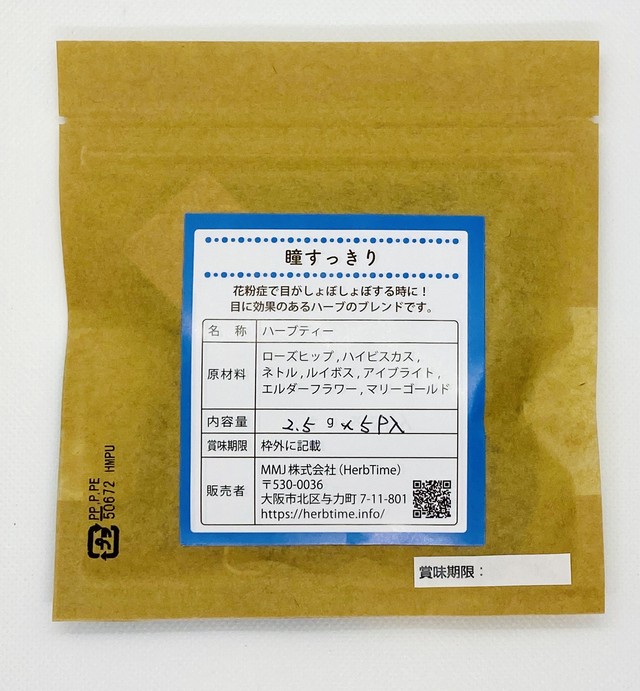 瞳すっきり
花粉症で目がしょぼしょぼする時に！
目に効果のあるハーブのブレンドです。
名 称 ハーブティー
原材料 ローズヒップ , ハイビスカス ,
ネトル , ルイボス , アイブライト ,
エルダーフラワー , マリーゴールド
内容量 2.5 g × 5P入
賞味期限 枠外に記載
販売者 MMJ 株式会社（HerbTime）
〒530-0036
大阪市北区与力町 7-11-801
https://herbtime.info/
賞味期限：
PP,P,PE
50672 HMPU
プラ